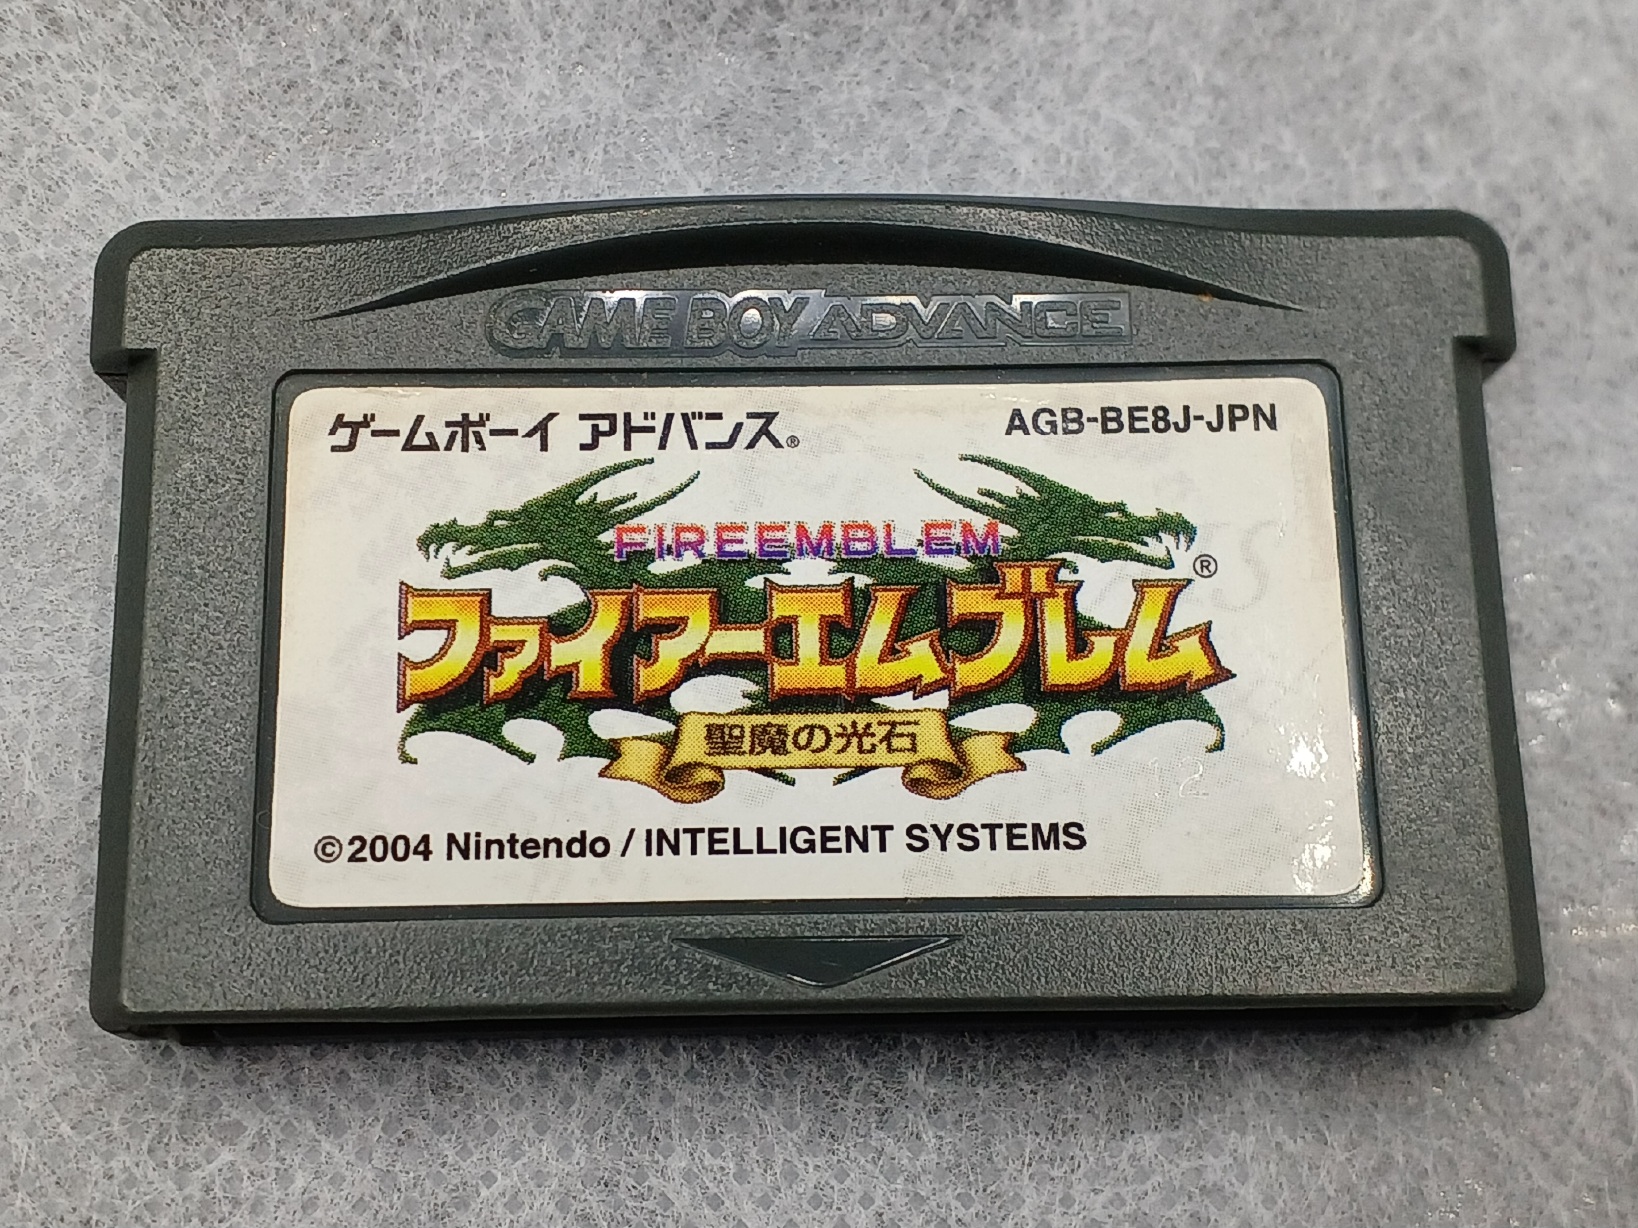 GAME BOY ADVANCE
ゲームボーイ アドバンス®
AGB-BE8J-JPN
FIREEMBLEM
ファイアーエムブレム®
聖魔の光石
12
©2004 Nintendo / INTELLIGENT SYSTEMS